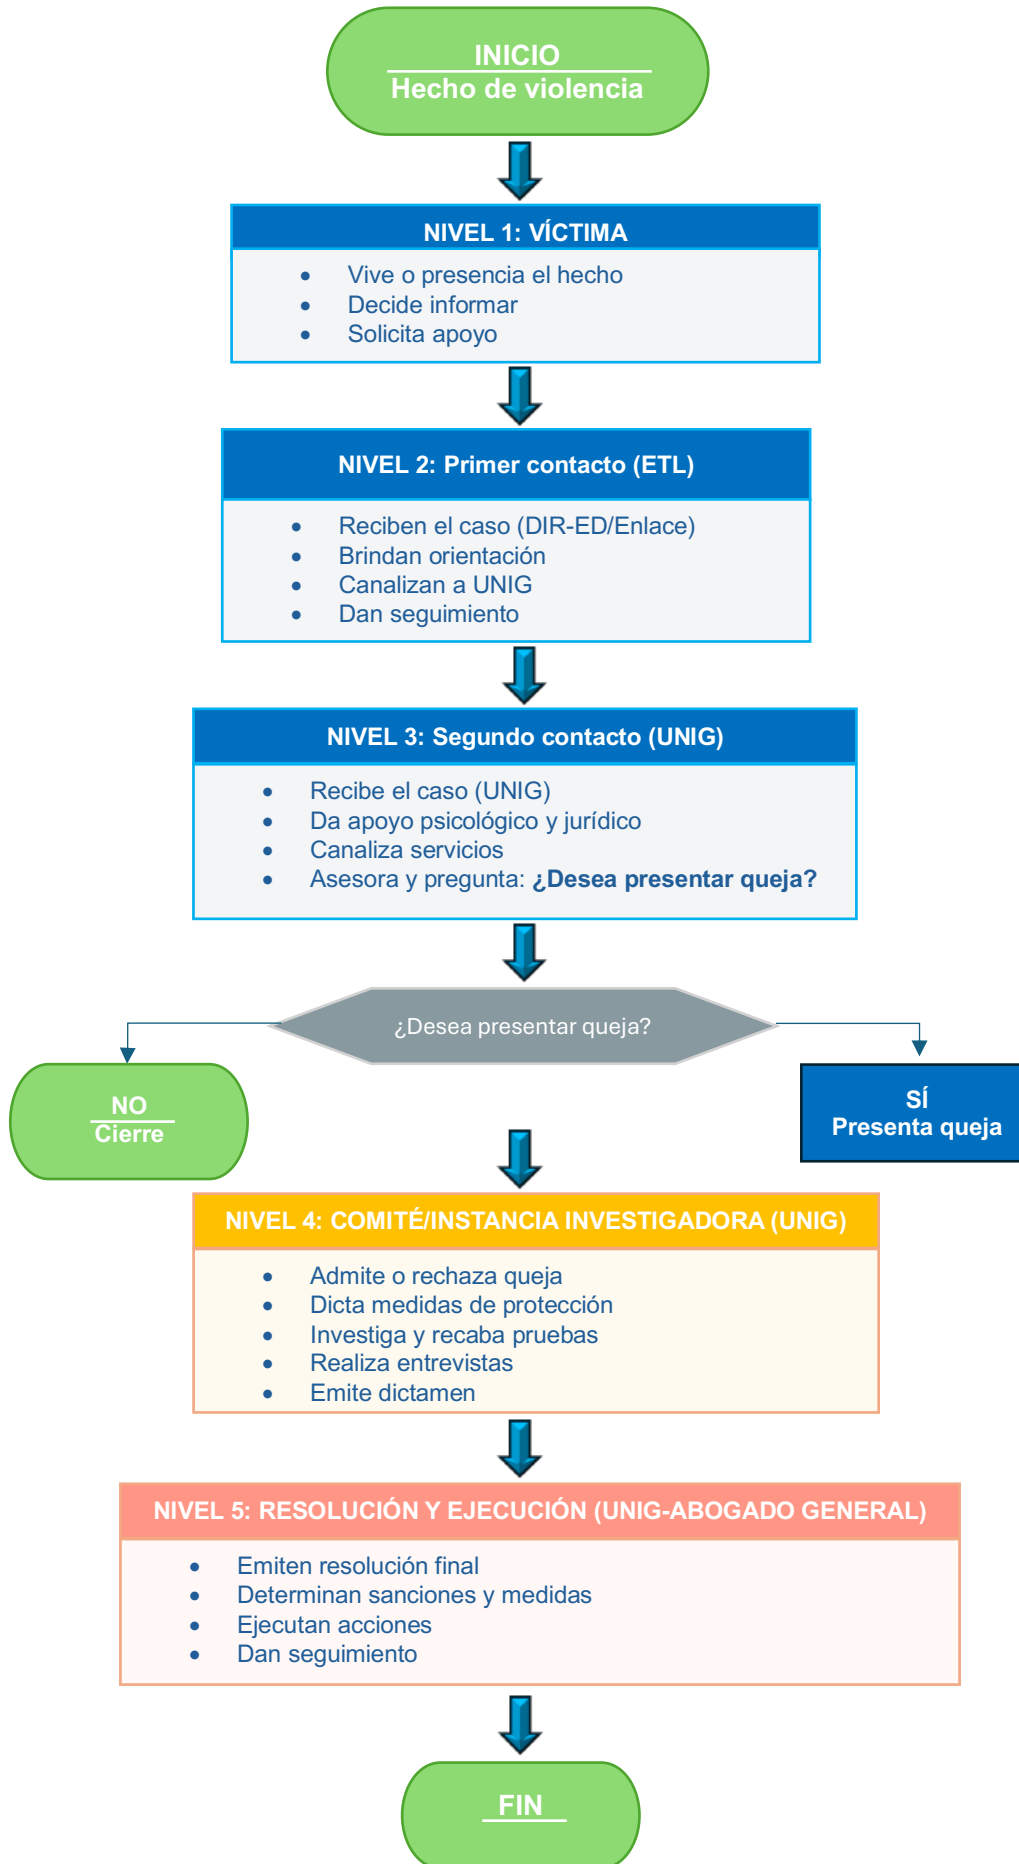 INICIO
Hecho de violencia
NIVEL 1: VÍCTIMA
• Vive o presencia el hecho
• Decide informar
• Solicita apoyo
NIVEL 2: Primer contacto (ETL)
• Reciben el caso (DIR-ED/Enlace)
• Brindan orientación
• Canalizan a UNIG
• Dan seguimiento
NIVEL 3: Segundo contacto (UNIG)
• Recibe el caso (UNIG)
• Da apoyo psicológico y jurídico
• Canaliza servicios
• Asesora y pregunta: ¿Desea presentar queja?
¿Desea presentar queja?
NO
Cierre
SÍ
Presenta queja
NIVEL 4: COMITÉ/INSTANCIA INVESTIGADORA (UNIG)
• Admite o rechaza queja
• Dicta medidas de protección
• Investiga y recaba pruebas
• Realiza entrevistas
• Emite dictamen
NIVEL 5: RESOLUCIÓN Y EJECUCIÓN (UNIG-ABOGADO GENERAL)
• Emiten resolución final
• Determinan sanciones y medidas
• Ejecutan acciones
• Dan seguimiento
FIN